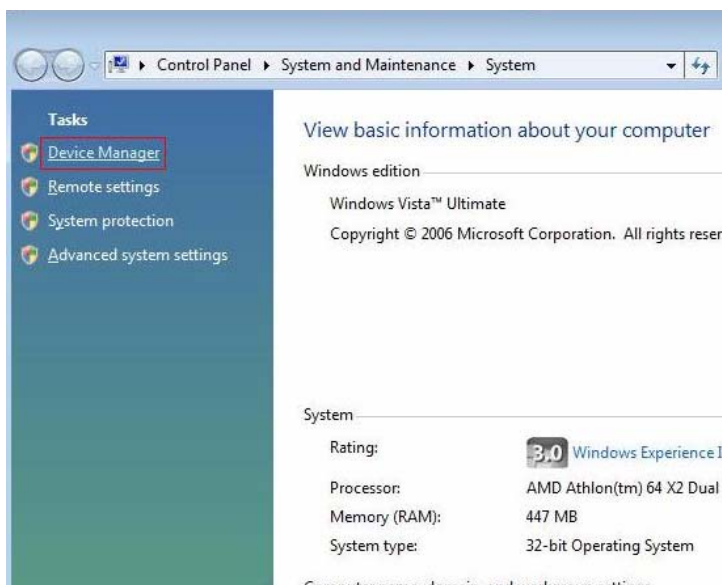 Control Panel ▸ System and Maintenance ▸ System
Tasks
Device Manager
Remote settings
System protection
Advanced system settings
View basic information about your computer
Windows edition
Windows Vista™ Ultimate
Copyright © 2006 Microsoft Corporation. All rights reser
System
Rating:
3.0 Windows Experience I
Processor:
AMD Athlon(tm) 64 X2 Dual
Memory (RAM):
447 MB
System type:
32-bit Operating System